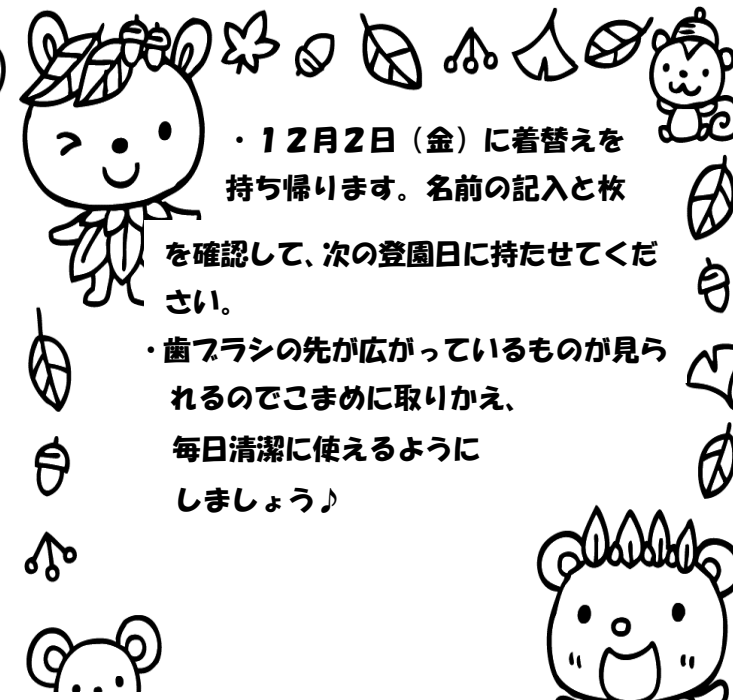 ・１２月２日（金）に着替えを
持ち帰ります。名前の記入と枚
を確認して、次の登園日に持たせてくだ
さい。
・歯ブラシの先が広がっているものが見ら
れるのでこまめに取りかえ、
毎日清潔に使えるように
しましょう♪